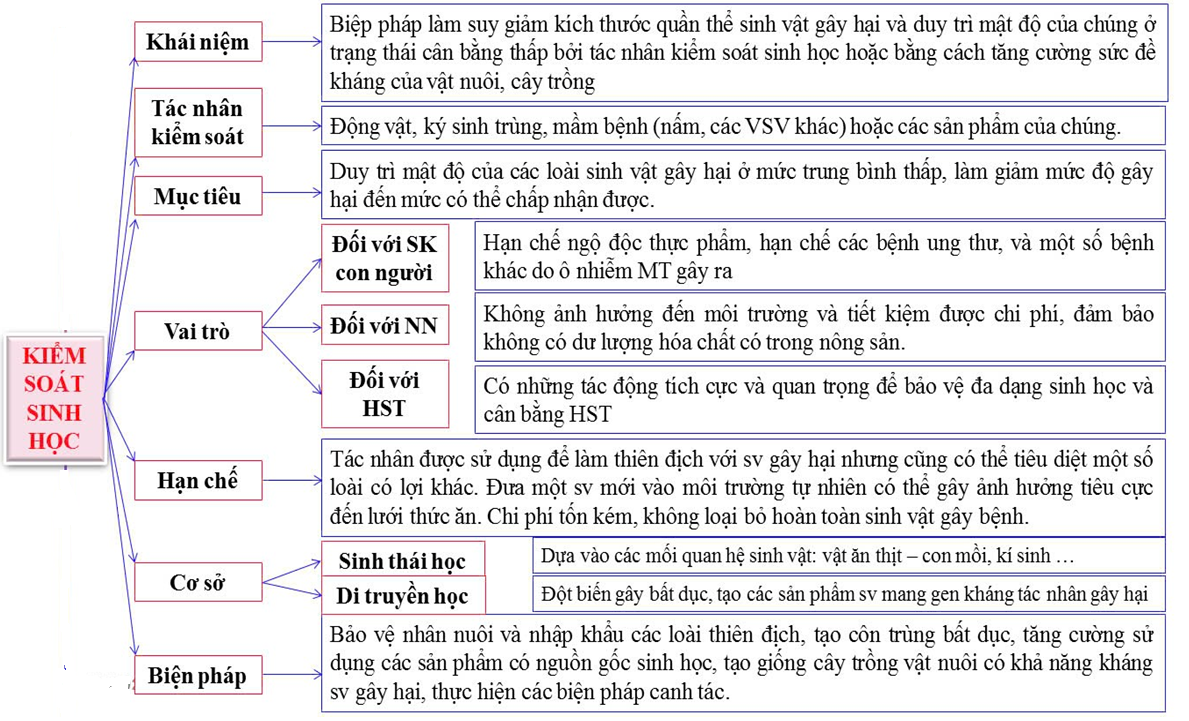 KIỂM
SOÁT
SINH
HỌC
Khái niệm
Biệp pháp làm suy giảm kích thước quần thể sinh vật gây hại và duy trì mật độ của chúng ở
trạng thái cân bằng thấp bởi tác nhân kiểm soát sinh học hoặc bằng cách tăng cường sức đề
kháng của vật nuôi, cây trồng
Tác nhân
kiểm soát
Động vật, ký sinh trùng, mầm bệnh (nấm, các VSV khác) hoặc các sản phẩm của chúng.
Mục tiêu
Duy trì mật độ của các loài sinh vật gây hại ở mức trung bình thấp, làm giảm mức độ gây
hại đến mức có thể chấp nhận được.
Vai trò
Đối với SK
con người
Hạn chế ngộ độc thực phẩm, hạn chế các bệnh ung thư, và một số bệnh
khác do ô nhiễm MT gây ra
Đối với NN
Không ảnh hưởng đến môi trường và tiết kiệm được chi phí, đảm bảo
không có dư lượng hóa chất có trong nông sản.
Đối với
HST
Có những tác động tích cực và quan trọng để bảo vệ đa dạng sinh học và
cân bằng HST
Hạn chế
Tác nhân được sử dụng để làm thiên địch với sv gây hại nhưng cũng có thể tiêu diệt một số
loài có lợi khác. Đưa một sv mới vào môi trường tự nhiên có thể gây ảnh hưởng tiêu cực
đến lưới thức ăn. Chi phí tốn kém, không loại bỏ hoàn toàn sinh vật gây bệnh.
Cơ sở
Sinh thái học
Dựa vào các mối quan hệ sinh vật: vật ăn thịt – con mồi, kí sinh …
Di truyền học
Đột biến gây bất dục, tạo các sản phẩm sv mang gen kháng tác nhân gây hại
Biện pháp
Bảo vệ nhân nuôi và nhập khẩu các loài thiên địch, tạo côn trùng bất dục, tăng cường sử
dụng các sản phẩm có nguồn gốc sinh học, tạo giống cây trồng vật nuôi có khả năng kháng
sv gây hại, thực hiện các biện pháp canh tác.